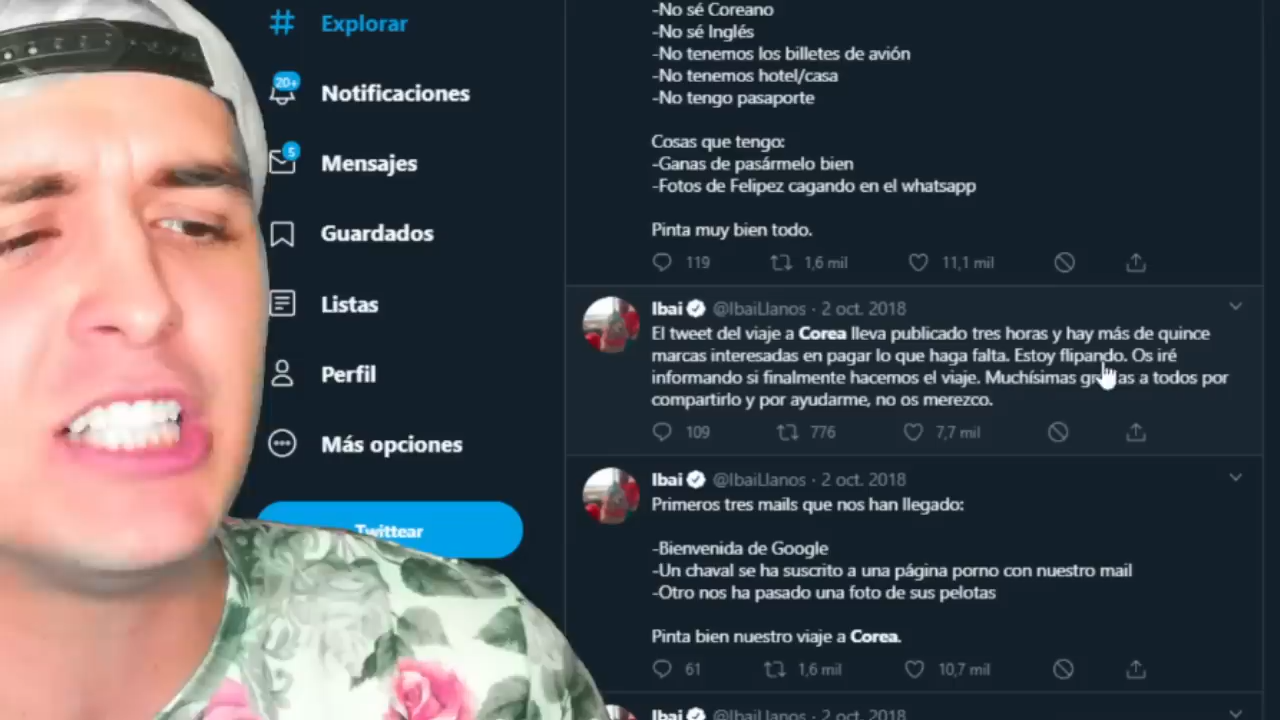 Explorar
20+
Notificaciones
5
Mensajes
Guardados
Listas
Perfil
Más opciones
Twittear
-No sé Coreano
-No sé Inglés
-No tenemos los billetes de avión
-No tenemos hotel/casa
-No tengo pasaporte
Cosas que tengo:
-Ganas de pasármelo bien
-Fotos de Felipez cagando en el whatsapp
Pinta muy bien todo.
119 1,6 mil 11,1 mil
Ibai @IbaiLlanos · 2 oct. 2018
El tweet del viaje a Corea lleva publicado tres horas y hay más de quince
marcas interesadas en pagar lo que haga falta. Estoy flipando. Os iré
informando si finalmente hacemos el viaje. Muchísimas a todos por
compartirlo y por ayudarme, no os merezco.
109 776 7,7 mil
Ibai @IbaiLlanos · 2 oct. 2018
Primeros tres mails que nos han llegado:
-Bienvenida de Google
-Un chaval se ha suscrito a una página porno con nuestro mail
-Otro nos ha pasado una foto de sus pelotas
Pinta bien nuestro viaje a Corea.
61 1,6 mil 10,7 mil
Ibai @IbaiLlanos · 2 oct. 2018